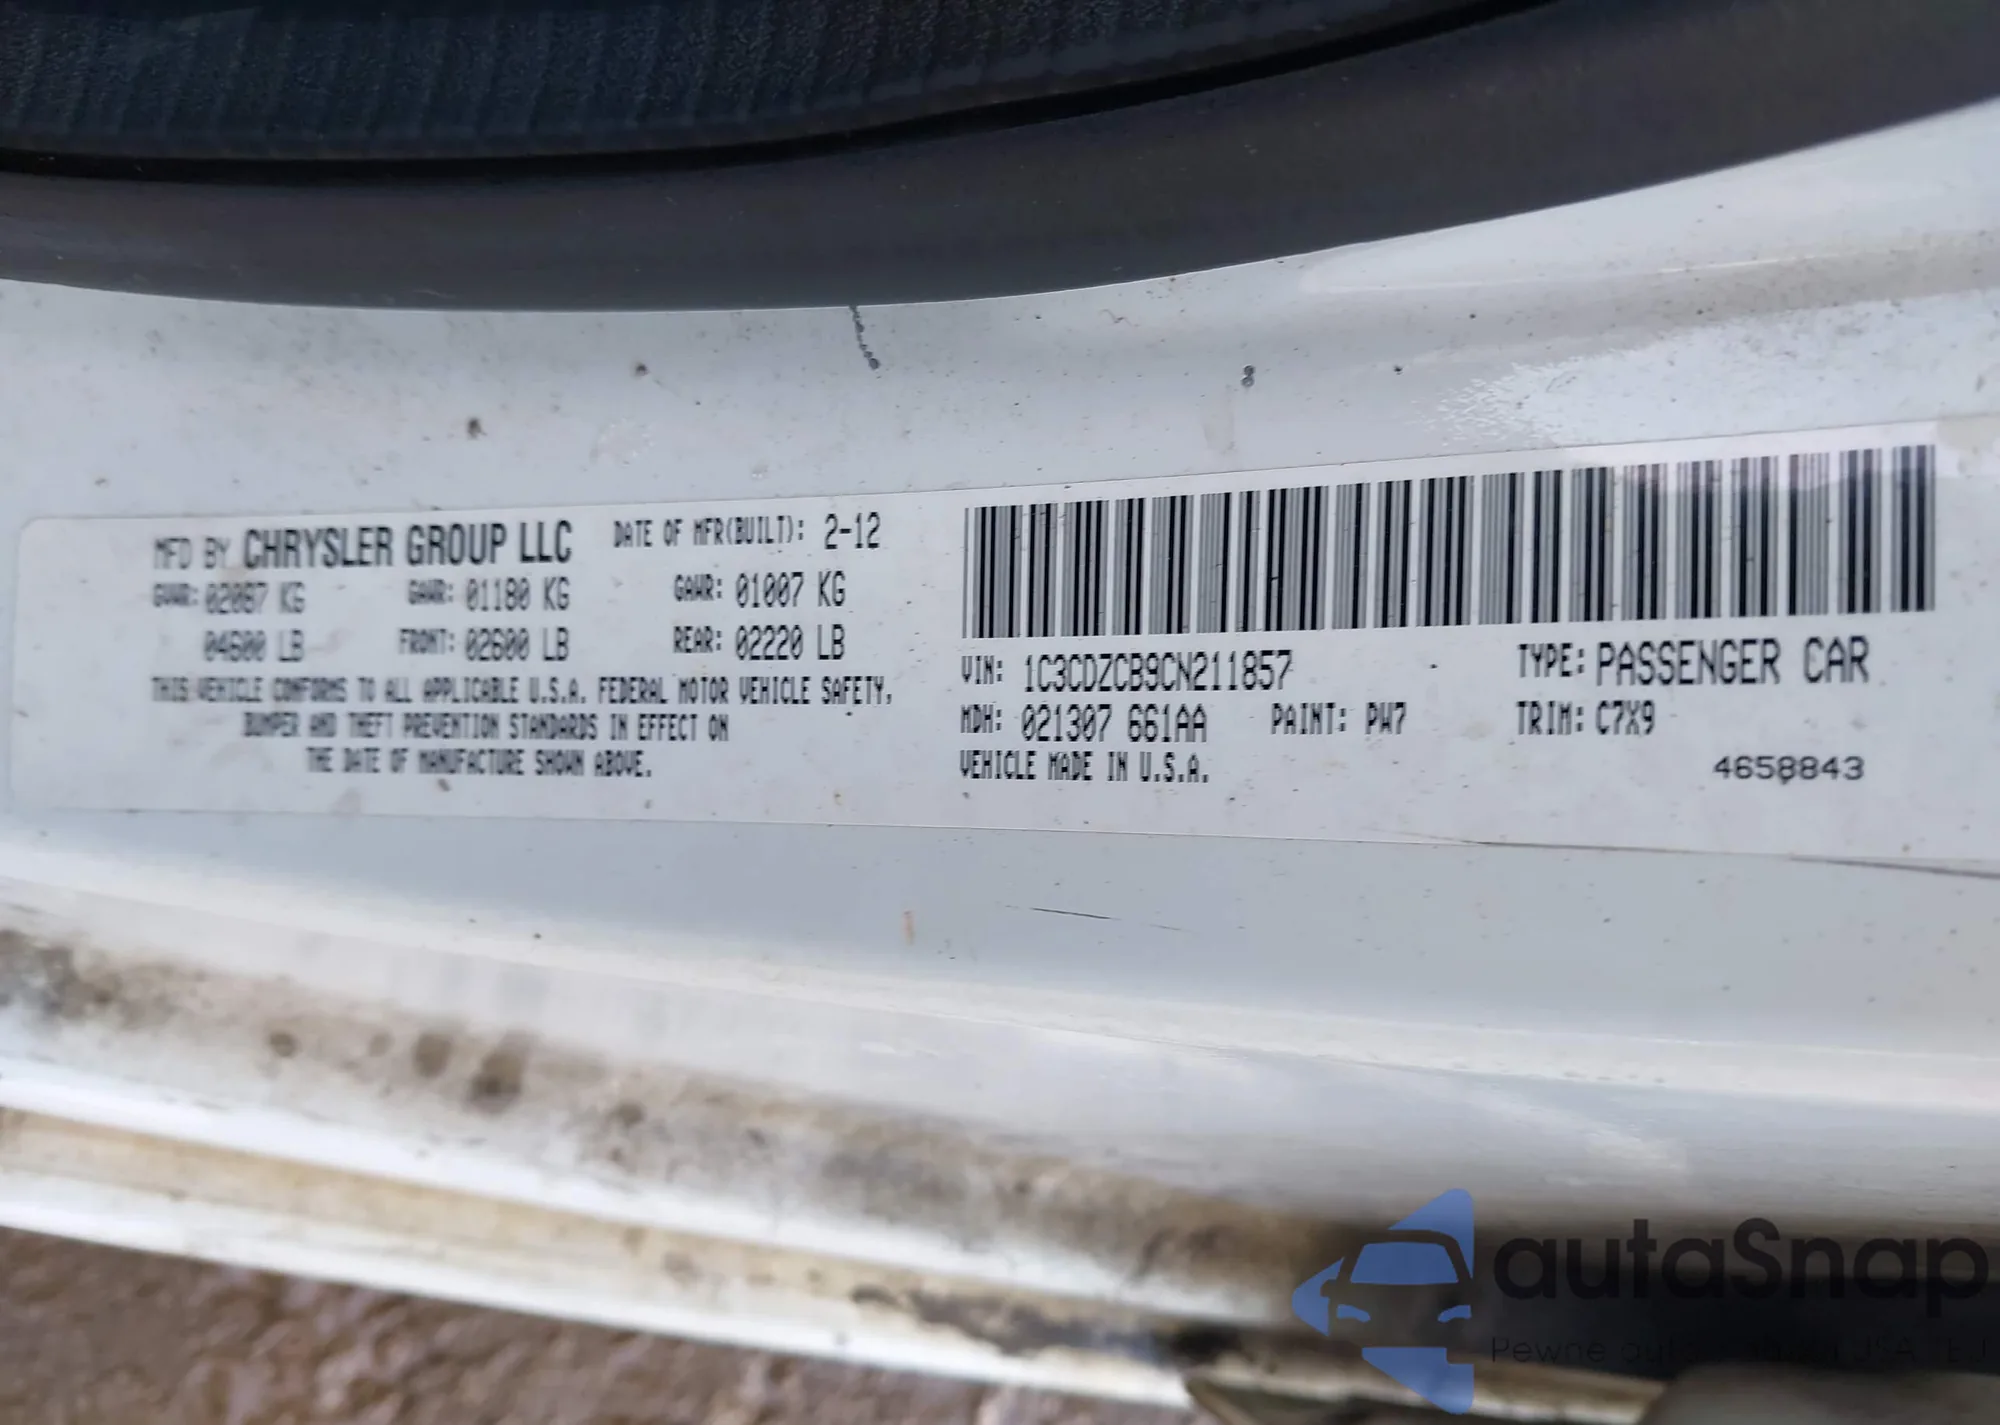 MFD BY CHRYSLER GROUP LLC DATE OF MFR(BUILT): 2-12
GVWR: 02087 KG GAWR: 01180 KG GAWR: 01007 KG
04600 LB FRONT: 02600 LB REAR: 02220 LB
THIS VEHICLE CONFORMS TO ALL APPLICABLE U.S.A. FEDERAL MOTOR VEHICLE SAFETY,
BUMPER AND THEFT PREVENTION STANDARDS IN EFFECT ON
THE DATE OF MANUFACTURE SHOWN ABOVE.
VIN: 1C3CDZCB9CN211857 TYPE: PASSENGER CAR
MDH: 021307 661AA PAINT: PW7 TRIM: C7X9
VEHICLE MADE IN U.S.A.
4658843
autaSnap
Pewne